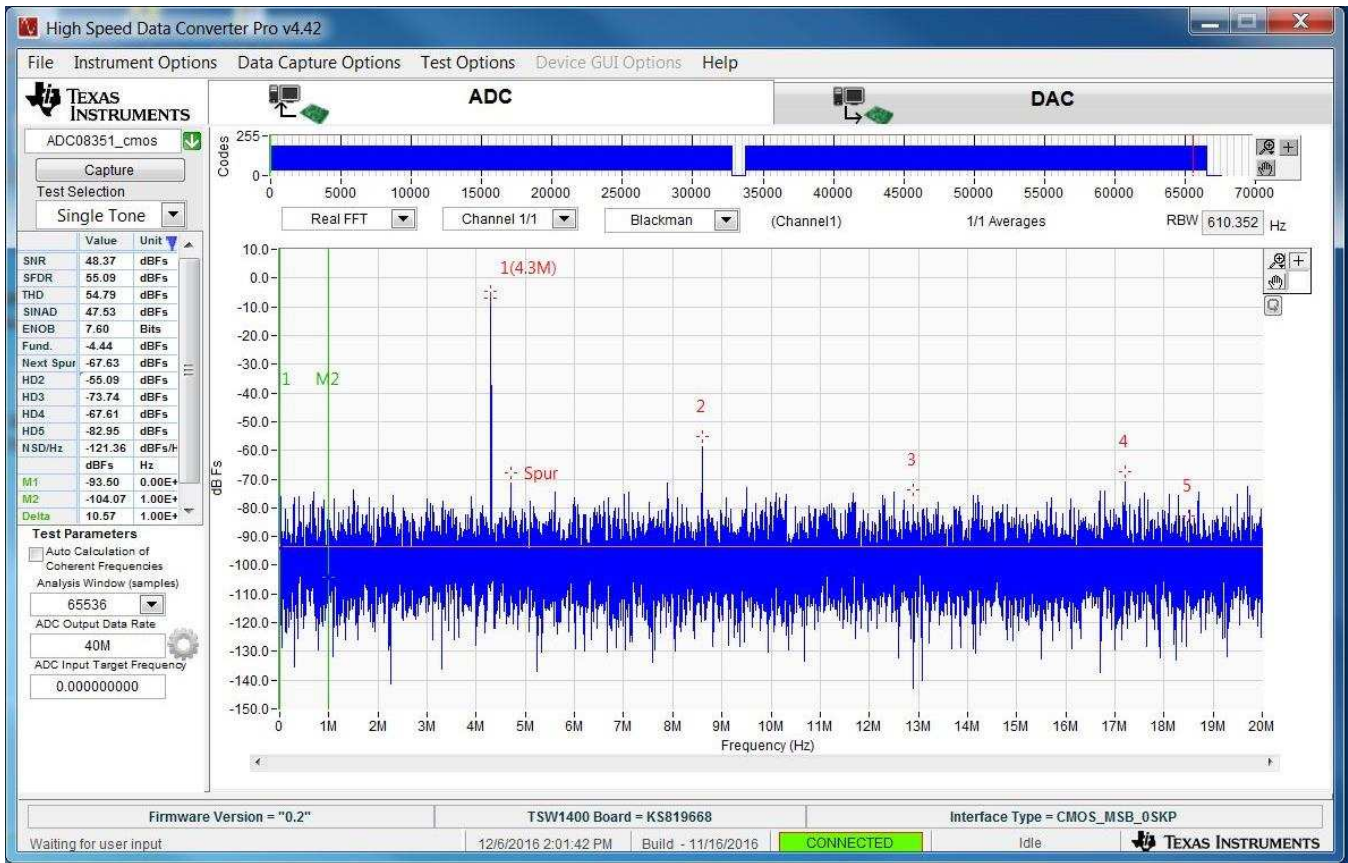 High Speed Data Converter Pro v4.42
File Instrument Options Data Capture Options Test Options Device GUI Options Help
TEXAS INSTRUMENTS
ADC
DAC
ADC08351_cmos
Capture
Test Selection
Single Tone
Value Unit
SNR 48.37 dBFs
SFDR 55.09 dBFs
THD 54.79 dBFs
SINAD 47.53 dBFs
ENOB 7.60 Bits
Fund. -4.44 dBFs
Next Spur -67.63 dBFs
HD2 -55.09 dBFs
HD3 -73.74 dBFs
HD4 -67.61 dBFs
HD5 -82.95 dBFs
NSD/Hz -121.36 dBFs/H
dBFs Hz
M1 -93.50 0.00E+
M2 -104.07 1.00E+
Delta 10.57 1.00E+
Test Parameters
Auto Calculation of
Coherent Frequencies
Analysis Window (samples)
65536
ADC Output Data Rate
40M
ADC Input Target Frequency
0.000000000
Codes
255
0
0 5000 10000 15000 20000 25000 30000 35000 40000 45000 50000 55000 60000 65000 70000
Real FFT Channel 1/1 Blackman (Channel1) 1/1 Averages RBW 610.352 Hz
dBFs
10.0
0.0
-10.0
-20.0
-30.0
-40.0
-50.0
-60.0
-70.0
-80.0
-90.0
-100.0
-110.0
-120.0
-130.0
-140.0
-150.0
1(4.3M)
1 M2
2
3
4
5
Spur
0 1M 2M 3M 4M 5M 6M 7M 8M 9M 10M 11M 12M 13M 14M 15M 16M 17M 18M 19M 20M
Frequency (Hz)
Firmware Version = "0.2" TSW1400 Board = KS819668 Interface Type = CMOS_MSB_0SKP
Waiting for user input 12/6/2016 2:01:42 PM Build - 11/16/2016 CONNECTED Idle TEXAS INSTRUMENTS